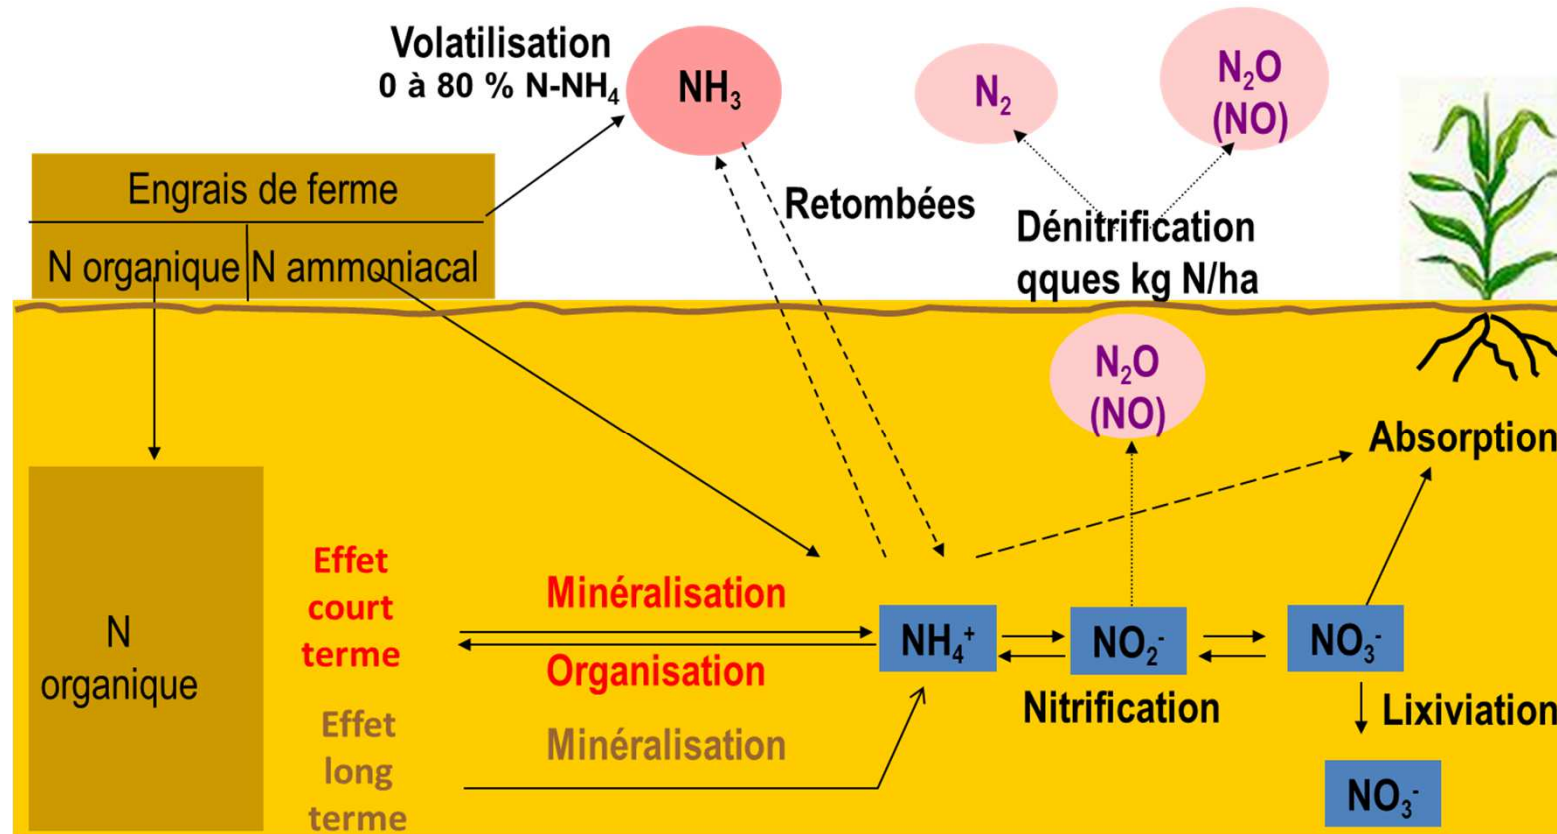 Volatilisation
0 à 80 % N-NH₄
NH₃
N₂
N₂O
(NO)
Engrais de ferme
N organique
N ammoniacal
Retombées
Dénitrification
qques kg N/ha
N₂O
(NO)
Absorption
Effet
court
terme
Minéralisation
Organisation
N
organique
NH₄⁺
NO₂⁻
NO₃⁻
Nitrification
Lixiviation
Effet
long
terme
Minéralisation
NO₃⁻